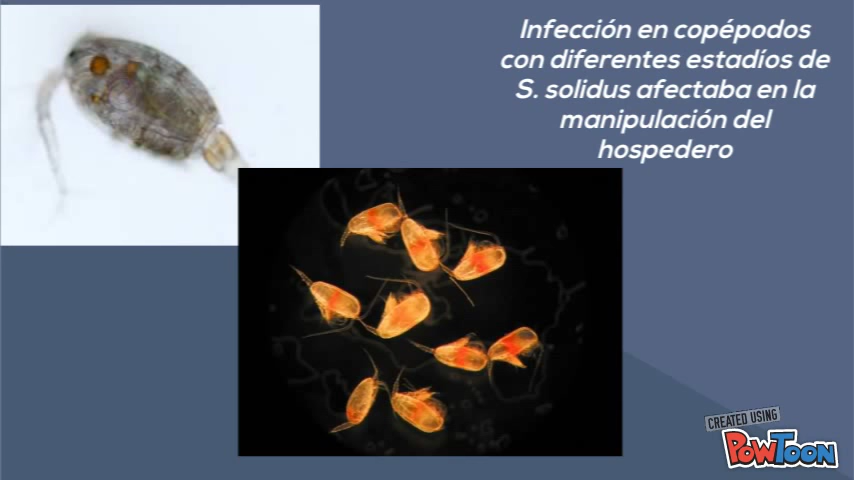 Infección en copépodos
con diferentes estadíos de
S. solidus afectaba en la
manipulación del
hospedero
CREATED USING
POWTOON